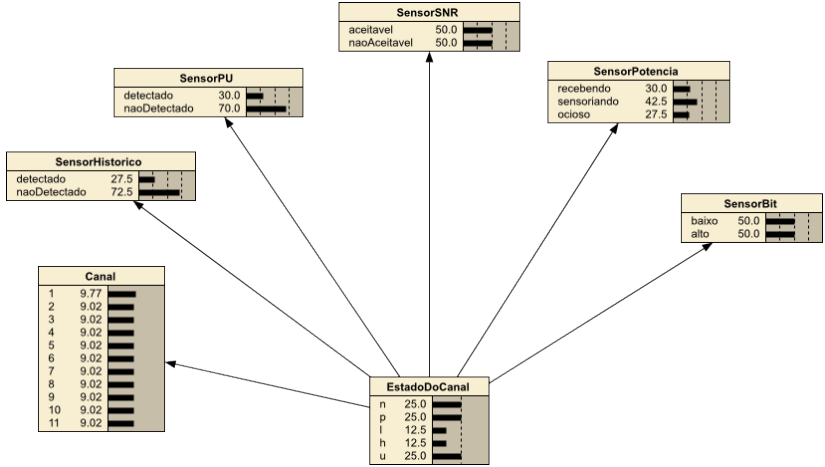 SensorSNR
aceitavel 50.0
naoAceitavel 50.0
SensorPU
detectado 30.0
naoDetectado 70.0
SensorPotencia
recebendo 30.0
sensoriando 42.5
ocioso 27.5
SensorHistorico
detectado 27.5
naoDetectado 72.5
SensorBit
baixo 50.0
alto 50.0
Canal
1 9.77
2 9.02
3 9.02
4 9.02
5 9.02
6 9.02
7 9.02
8 9.02
9 9.02
10 9.02
11 9.02
EstadoDoCanal
n 25.0
p 25.0
l 12.5
h 12.5
u 25.0